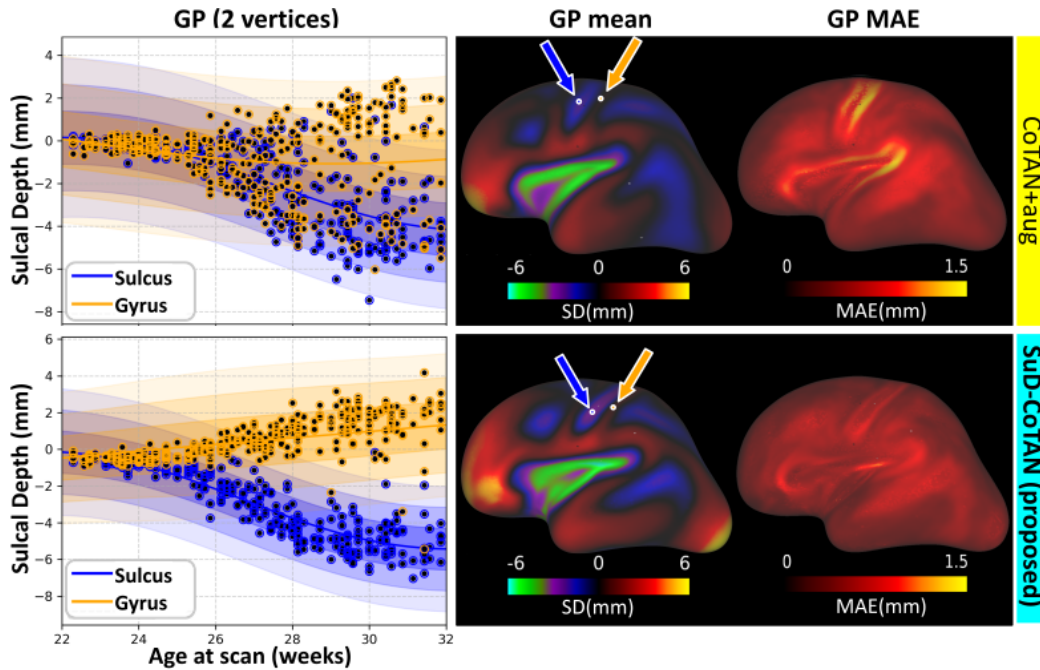 GP (2 vertices)
GP mean
GP MAE
Sulcal Depth (mm)
4
2
0
−2
−4
−6
−8
Sulcus
Gyrus
-6
0
6
SD(mm)
0
1.5
MAE(mm)
CoTAN+aug
Sulcal Depth (mm)
6
4
2
0
−2
−4
−6
−8
Sulcus
Gyrus
22
24
26
28
30
32
Age at scan (weeks)
-6
0
6
SD(mm)
0
1.5
MAE(mm)
SuD-CoTAN (proposed)